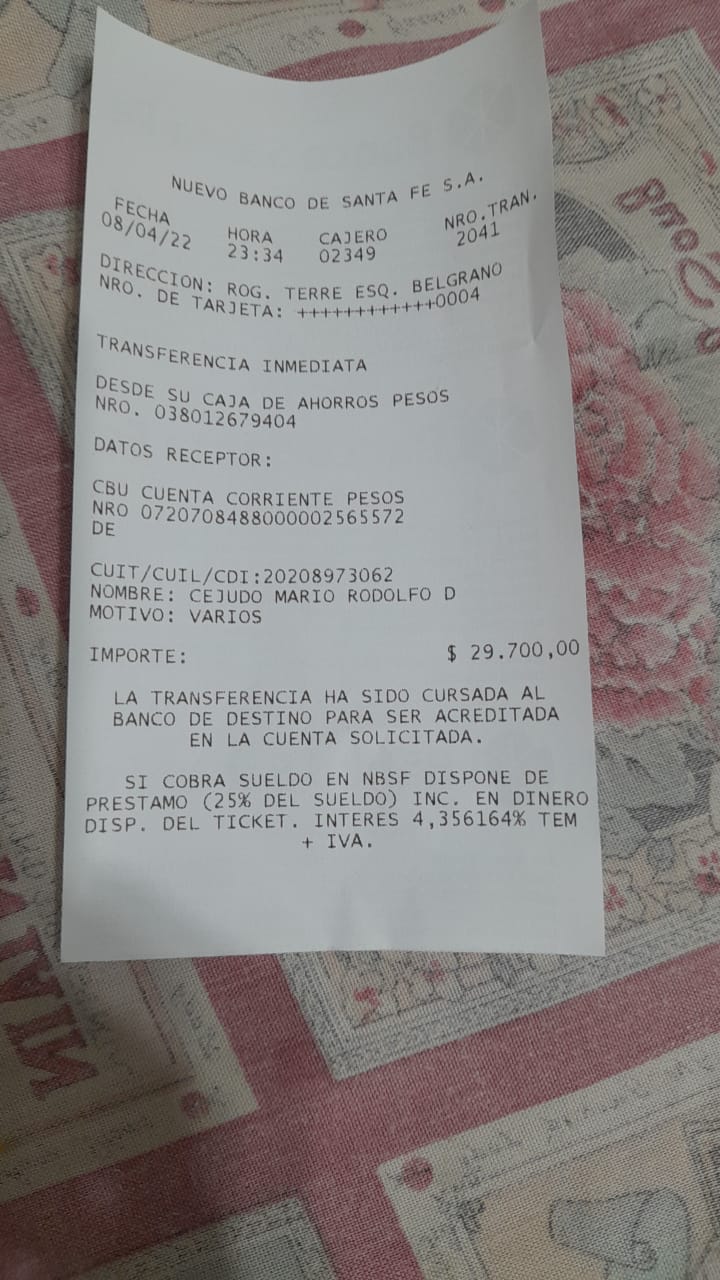 NUEVO BANCO DE SANTA FE S.A.
FECHA HORA CAJERO NRO.TRAN.
08/04/22 23:34 02349 2041
DIRECCION: ROG. TERRE ESQ. BELGRANO
NRO. DE TARJETA: ++++++++++++0004
TRANSFERENCIA INMEDIATA
DESDE SU CAJA DE AHORROS PESOS
NRO. 038012679404
DATOS RECEPTOR:
CBU CUENTA CORRIENTE PESOS
NRO 0720708488000002565572
DE
CUIT/CUIL/CDI:20208973062
NOMBRE: CEJUDO MARIO RODOLFO D
MOTIVO: VARIOS
IMPORTE: $ 29.700,00
LA TRANSFERENCIA HA SIDO CURSADA AL
BANCO DE DESTINO PARA SER ACREDITADA
EN LA CUENTA SOLICITADA.
SI COBRA SUELDO EN NBSF DISPONE DE
PRESTAMO (25% DEL SUELDO) INC. EN DINERO
DISP. DEL TICKET. INTERES 4,356164% TEM
+ IVA.